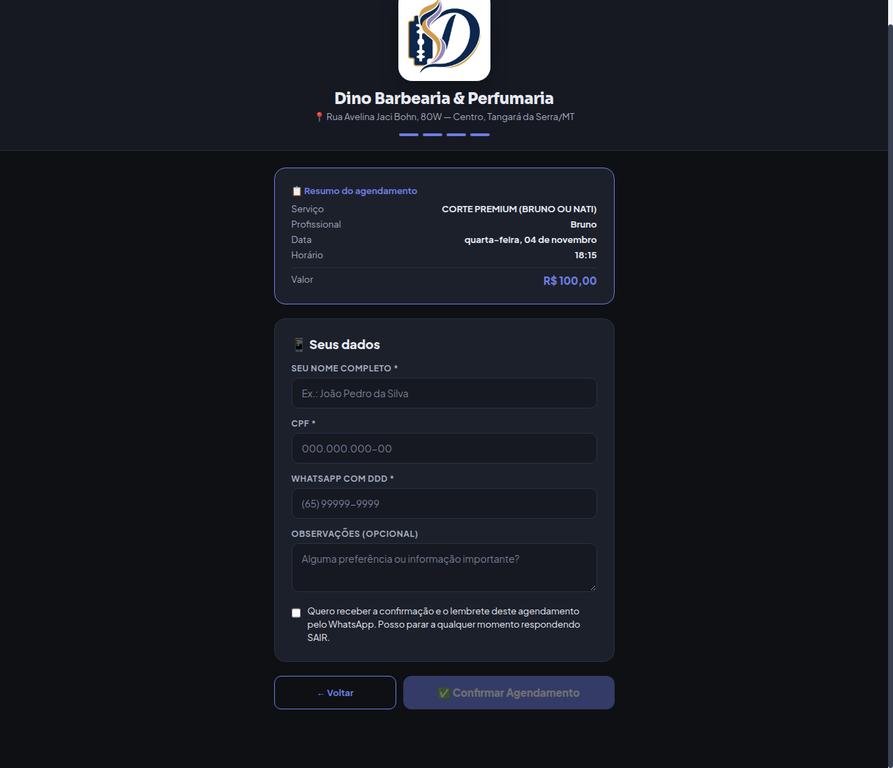 D
Dino Barbearia & Perfumaria
📍 Rua Avelina Jaci Bohn, 80W — Centro, Tangará da Serra/MT
📋 Resumo do agendamento
Serviço CORTE PREMIUM (BRUNO OU NATI)
Profissional Bruno
Data quarta-feira, 04 de novembro
Horário 18:15
Valor R$ 100,00
📱 Seus dados
SEU NOME COMPLETO *
Ex.: João Pedro da Silva
CPF *
000.000.000-00
WHATSAPP COM DDD *
(65) 99999-9999
OBSERVAÇÕES (OPCIONAL)
Alguma preferência ou informação importante?
Quero receber a confirmação e o lembrete deste agendamento
pelo WhatsApp. Posso parar a qualquer momento respondendo
SAIR.
← Voltar ✅ Confirmar Agendamento